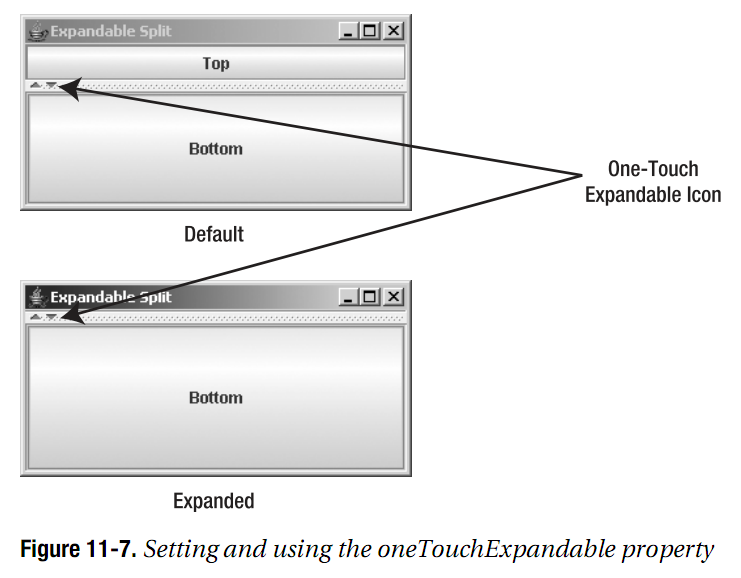 Expandable Split
Top
Bottom
Default
One-Touch
Expandable Icon
Expandable Split
Bottom
Expanded
Figure 11-7. Setting and using the oneTouchExpandable property